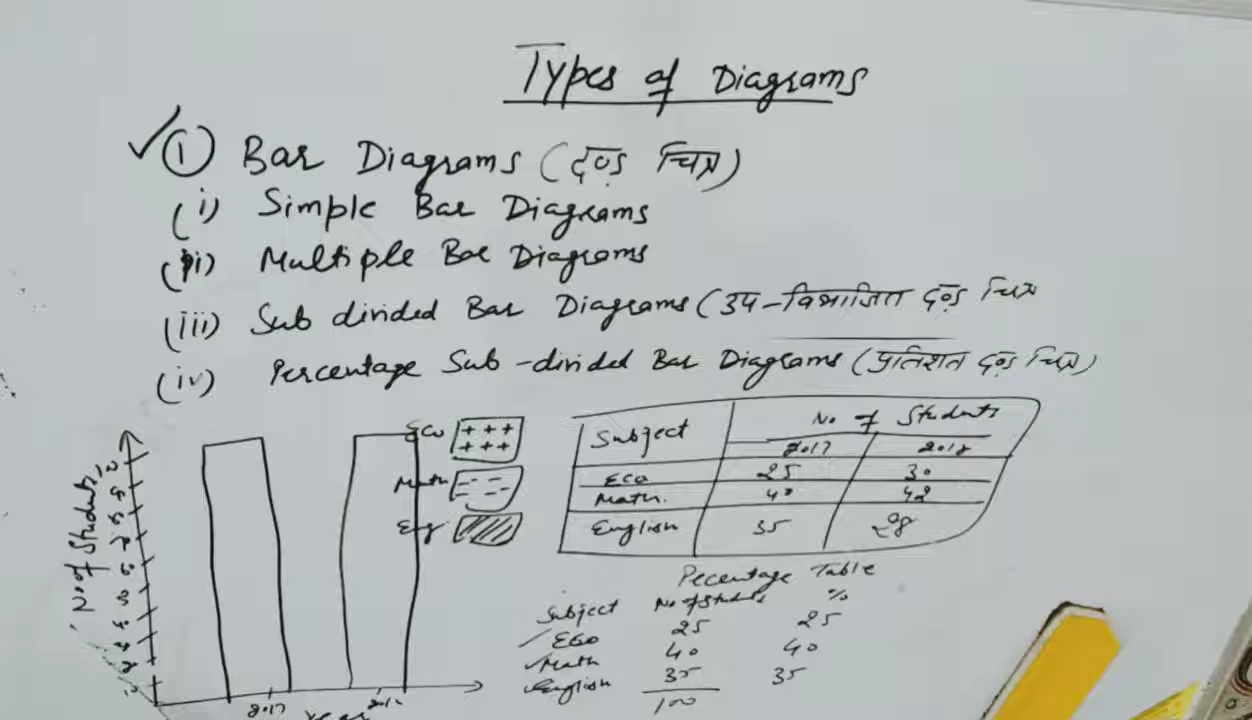 Types of Diagrams
① Bar Diagrams (दण्ड चित्र)
(i) Simple Bar Diagrams
(ii) Multiple Bar Diagrams
(iii) Sub divided Bar Diagrams (उप-विभाजित दण्ड चित्र
(iv) Percentage Sub-divided Bar Diagrams (प्रतिशत दण्ड चित्र)
No of Students
2017
Year
Eco +++ +++
Math
Eng
Subject No of Students
2017 2018
Eco 25 30
Math. 40 42
English 35 28
Pecentage Table
Subject No of Students %
Eco 25 25
Math 40 40
English 35 35
100